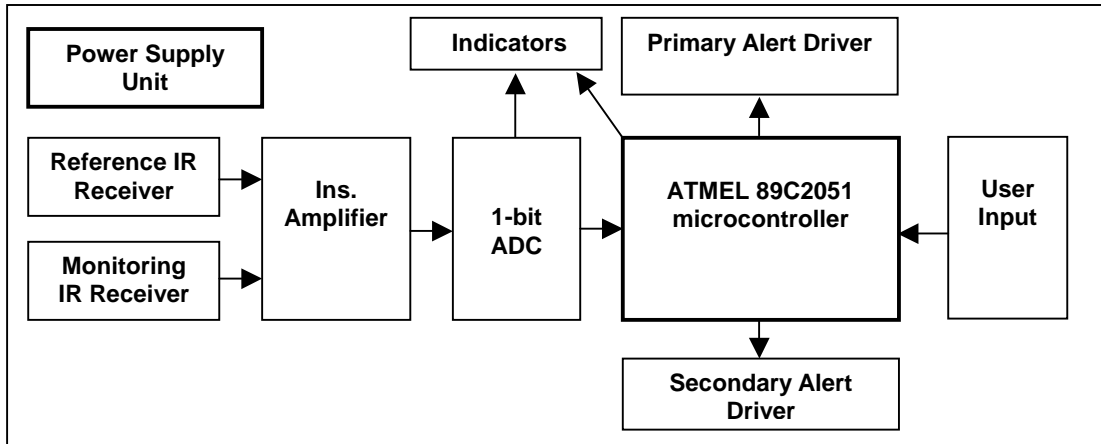 Power Supply
Unit
Indicators
Primary Alert Driver
Reference IR
Receiver
Monitoring
IR Receiver
Ins.
Amplifier
1-bit
ADC
ATMEL 89C2051
microcontroller
User
Input
Secondary Alert
Driver